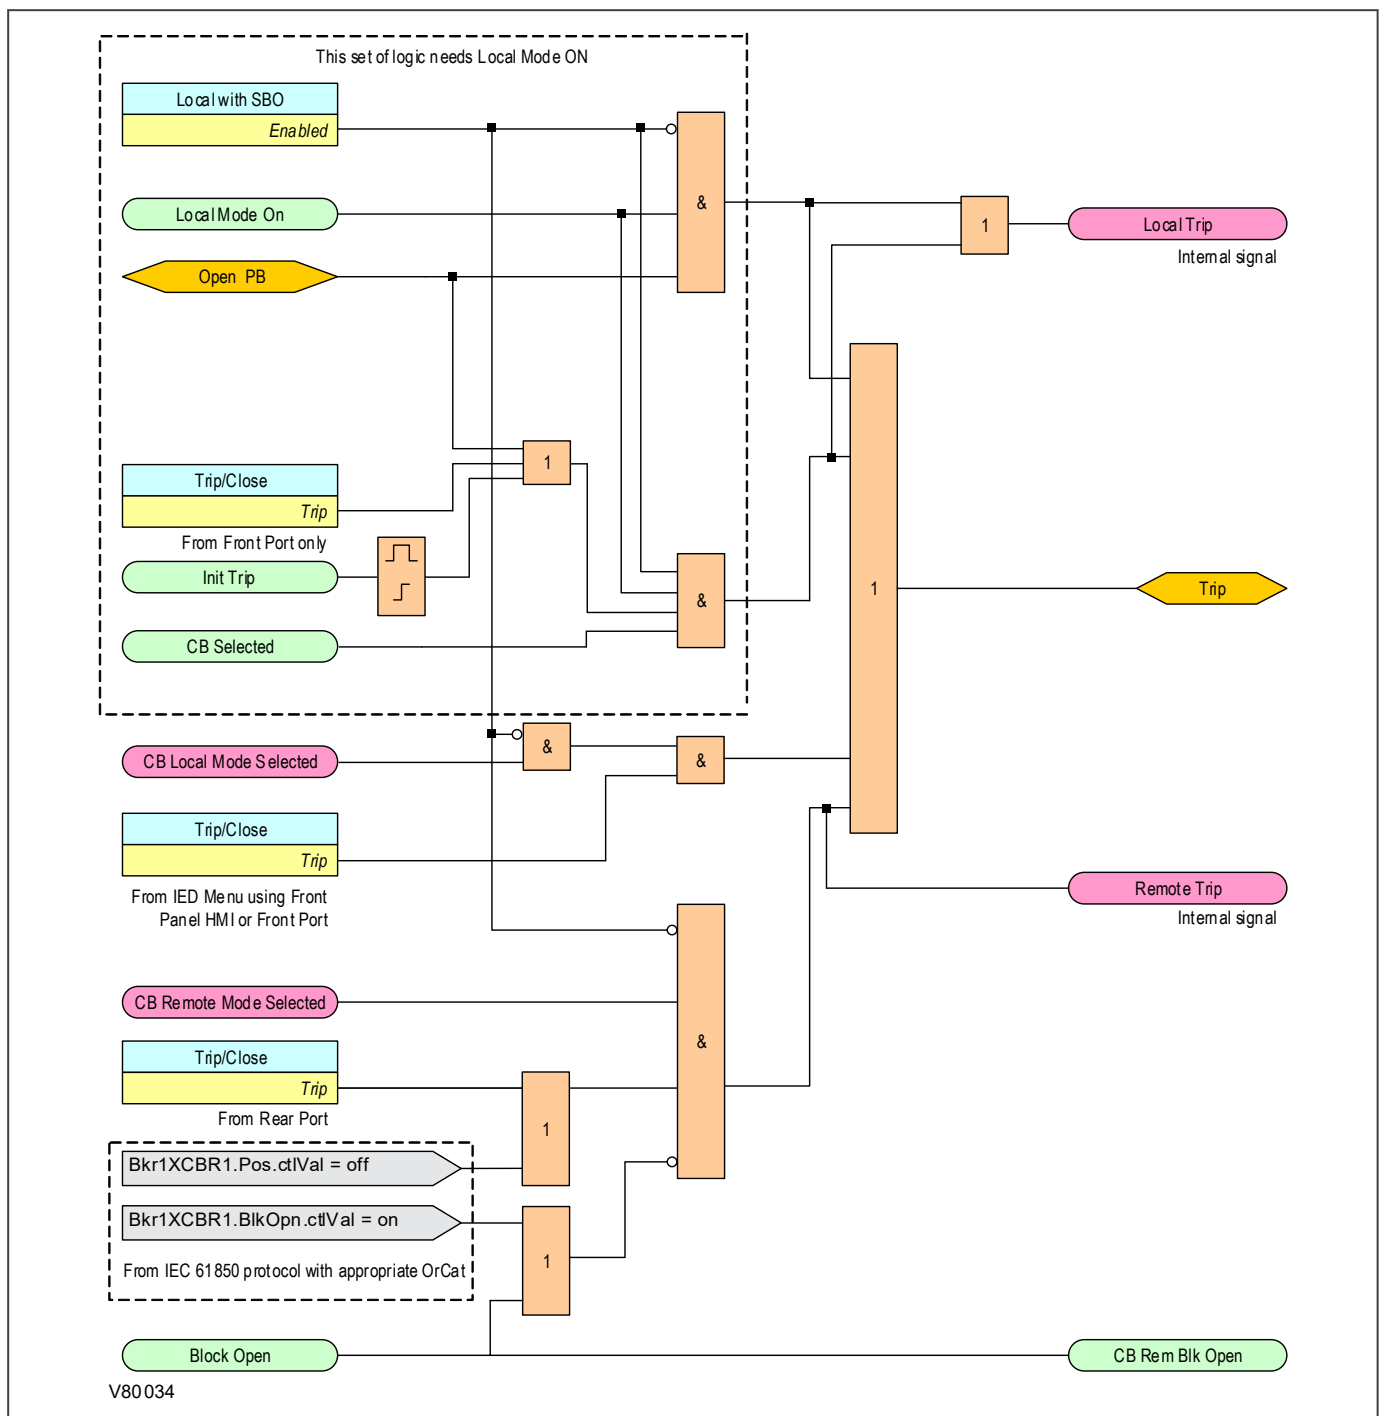 This set of logic needs Local Mode ON
Local with SBO
Enabled
&
Local Mode On
1
Local Trip
Internal signal
Open PB
Trip/Close
1
Trip
From Front Port only
Init Trip
&
1
Trip
CB Selected
CB Local Mode Selected
&
&
Trip/Close
Trip
From IED Menu using Front
Panel HMI or Front Port
Remote Trip
Internal signal
CB Remote Mode Selected
&
Trip/Close
Trip
From Rear Port
1
Bkr1XCBR1.Pos.ctlVal = off
Bkr1XCBR1.BlkOpn.ctlVal = on
1
From IEC 61850 protocol with appropriate OrCat
Block Open
CB Rem Blk Open
V80034